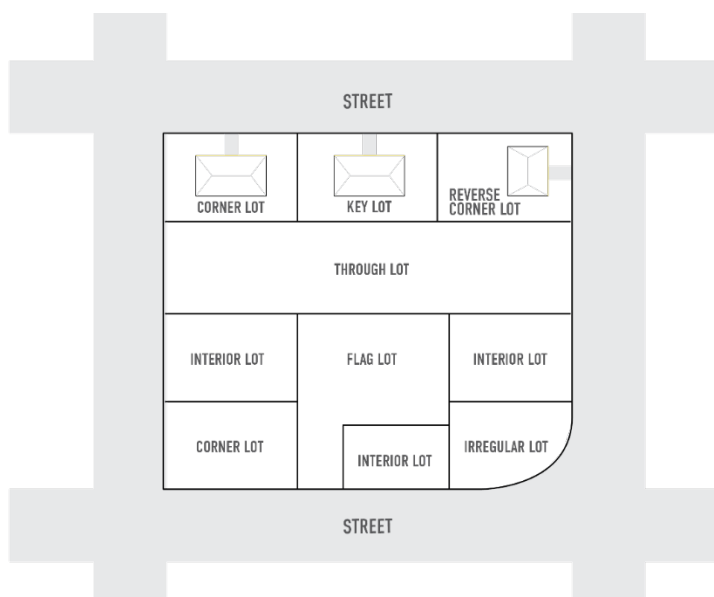 STREET
CORNER LOT
KEY LOT
REVERSE
CORNER LOT
THROUGH LOT
INTERIOR LOT
FLAG LOT
INTERIOR LOT
CORNER LOT
INTERIOR LOT
IRREGULAR LOT
STREET